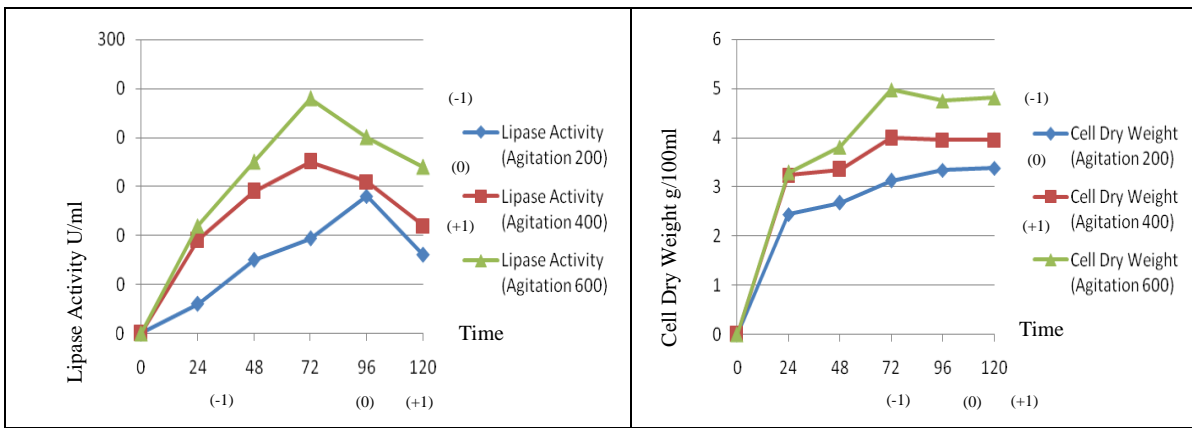 300
0
0
0
0
0
0
Lipase Activity U/ml
0 24 48 72 96 120
(-1) (0) (+1)
Time
(-1)
Lipase Activity
(Agitation 200)
(0)
Lipase Activity
(Agitation 400)
(+1)
Lipase Activity
(Agitation 600)
6
5
4
3
2
1
0
Cell Dry Weight g/100ml
0 24 48 72 96 120
(-1) (0) (+1)
Time
(-1)
Cell Dry Weight
(Agitation 200)
(0)
Cell Dry Weight
(Agitation 400)
(+1)
Cell Dry Weight
(Agitation 600)